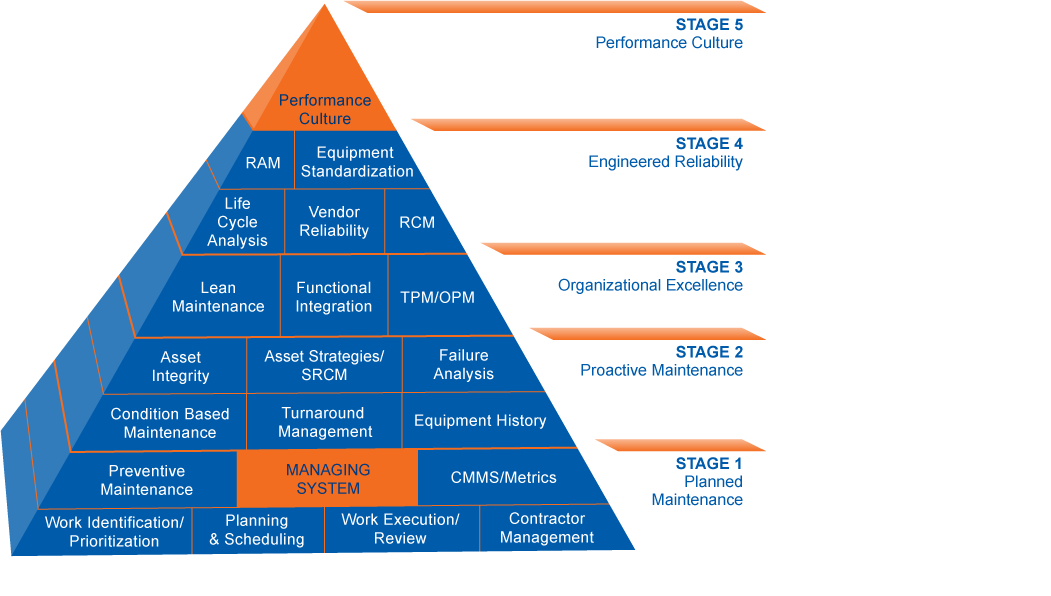 STAGE 5
Performance Culture
Performance
Culture
STAGE 4
Engineered Reliability
RAM
Equipment
Standardization
Life
Cycle
Analysis
Vendor
Reliability
RCM
STAGE 3
Organizational Excellence
Lean
Maintenance
Functional
Integration
TPM/OPM
STAGE 2
Proactive Maintenance
Asset
Integrity
Asset Strategies/
SRCM
Failure
Analysis
Condition Based
Maintenance
Turnaround
Management
Equipment History
STAGE 1
Planned
Maintenance
Preventive
Maintenance
MANAGING
SYSTEM
CMMS/Metrics
Work Identification/
Prioritization
Planning
& Scheduling
Work Execution/
Review
Contractor
Management